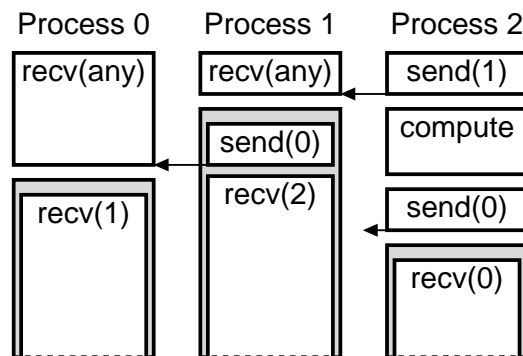 Process 0 Process 1 Process 2
recv(any) recv(any) send(1)
compute
send(0)
recv(1) recv(2) send(0)
recv(0)